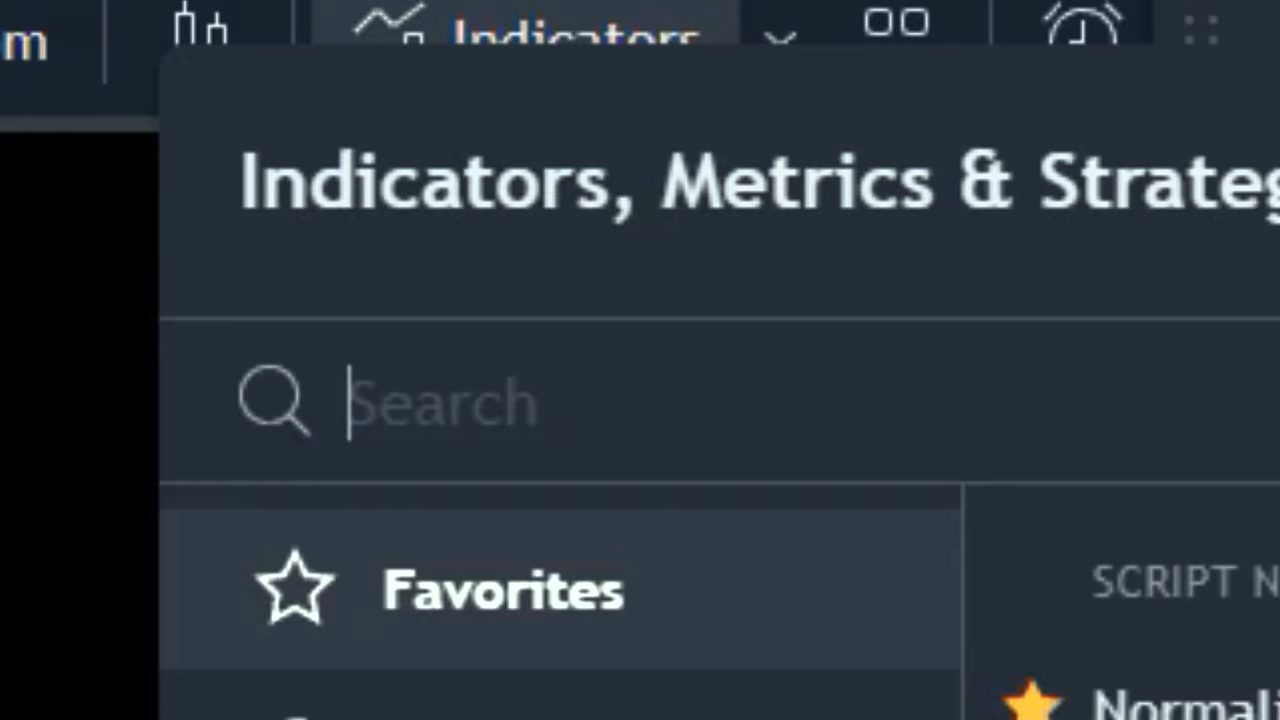 m
Indicators
Indicators, Metrics & Strateg
Search
Favorites
SCRIPT N
Normali